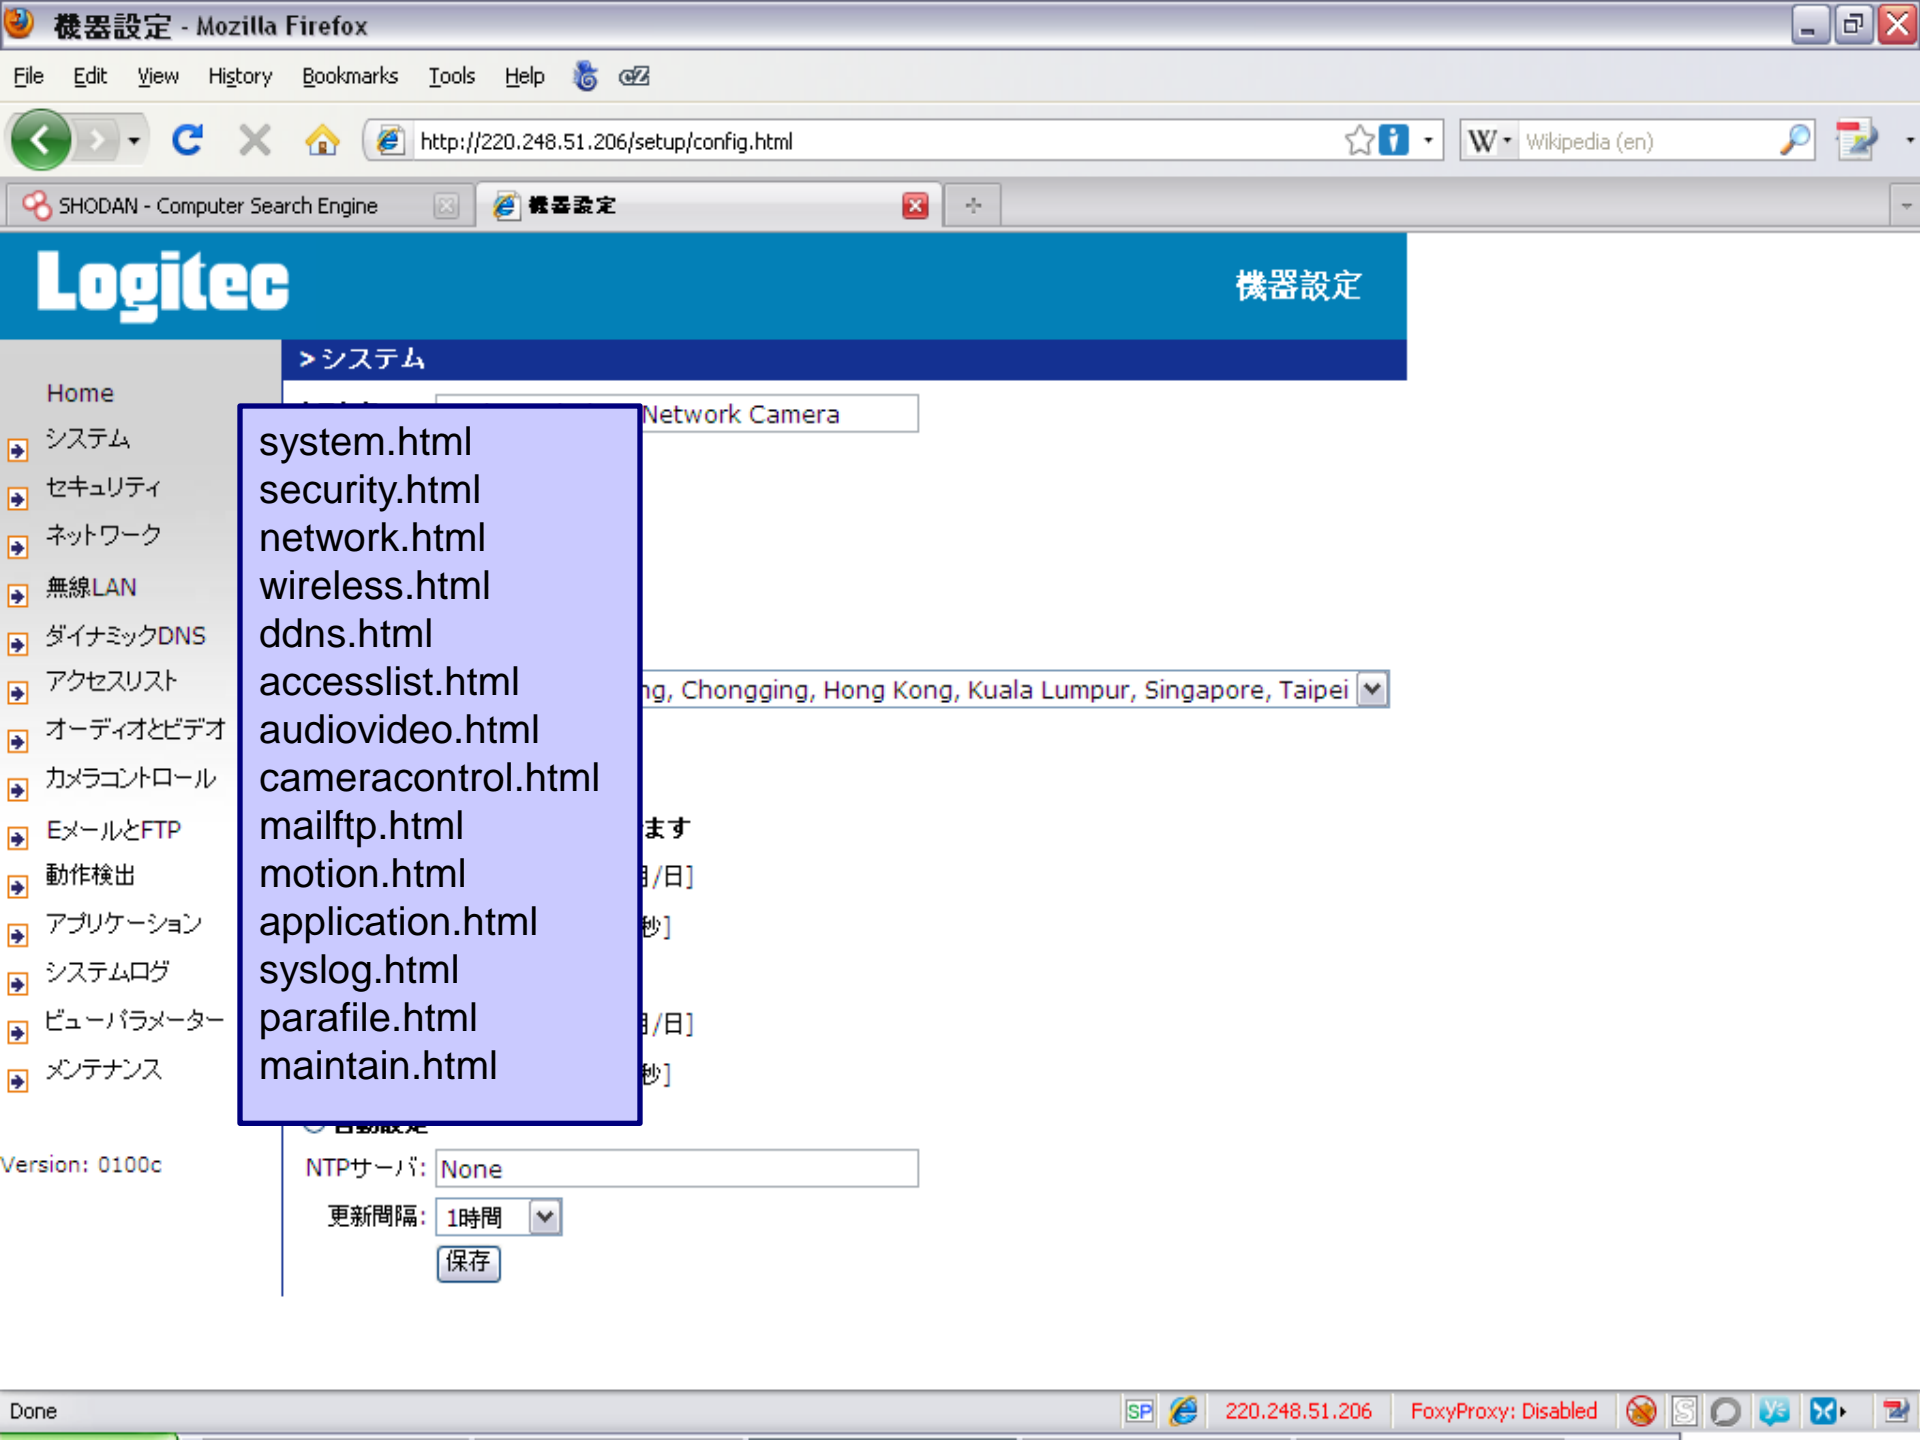 機器設定 - Mozilla Firefox
File Edit View History Bookmarks Tools Help
http://220.248.51.206/setup/config.html
W Wikipedia (en)
SHODAN - Computer Search Engine
機器設定
Logitec
機器設定
>システム
Home
システム
セキュリティ
ネットワーク
無線LAN
ダイナミックDNS
アクセスリスト
オーディオとビデオ
カメラコントロール
EメールとFTP
動作検出
アプリケーション
システムログ
ビューパラメーター
メンテナンス
Version: 0100c
system.html
security.html
network.html
wireless.html
ddns.html
accesslist.html
audiovideo.html
cameracontrol.html
mailftp.html
motion.html
application.html
syslog.html
parafile.html
maintain.html
Network Camera
ng, Chongging, Hong Kong, Kuala Lumpur, Singapore, Taipei
ます
/日]
秒]
/日]
秒]
自動設定
NTPサーバ: None
更新間隔: 1時間
保存
Done
SP 220.248.51.206 FoxyProxy: Disabled